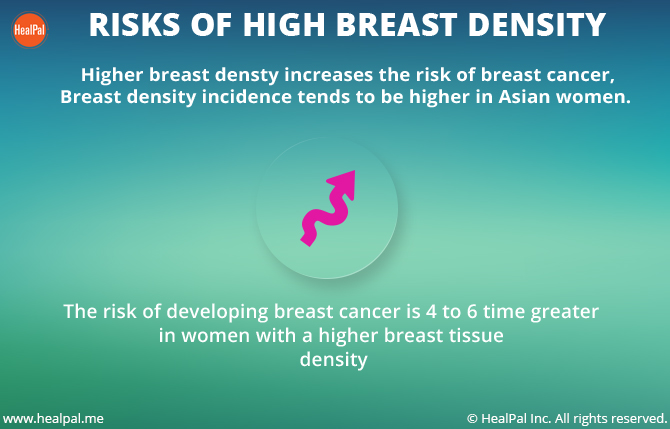 HealPal
RISKS OF HIGH BREAST DENSITY
Higher breast densty increases the risk of breast cancer,
Breast density incidence tends to be higher in Asian women.
The risk of developing breast cancer is 4 to 6 time greater
in women with a higher breast tissue
density
www.healpal.me
© HealPal Inc. All rights reserved.